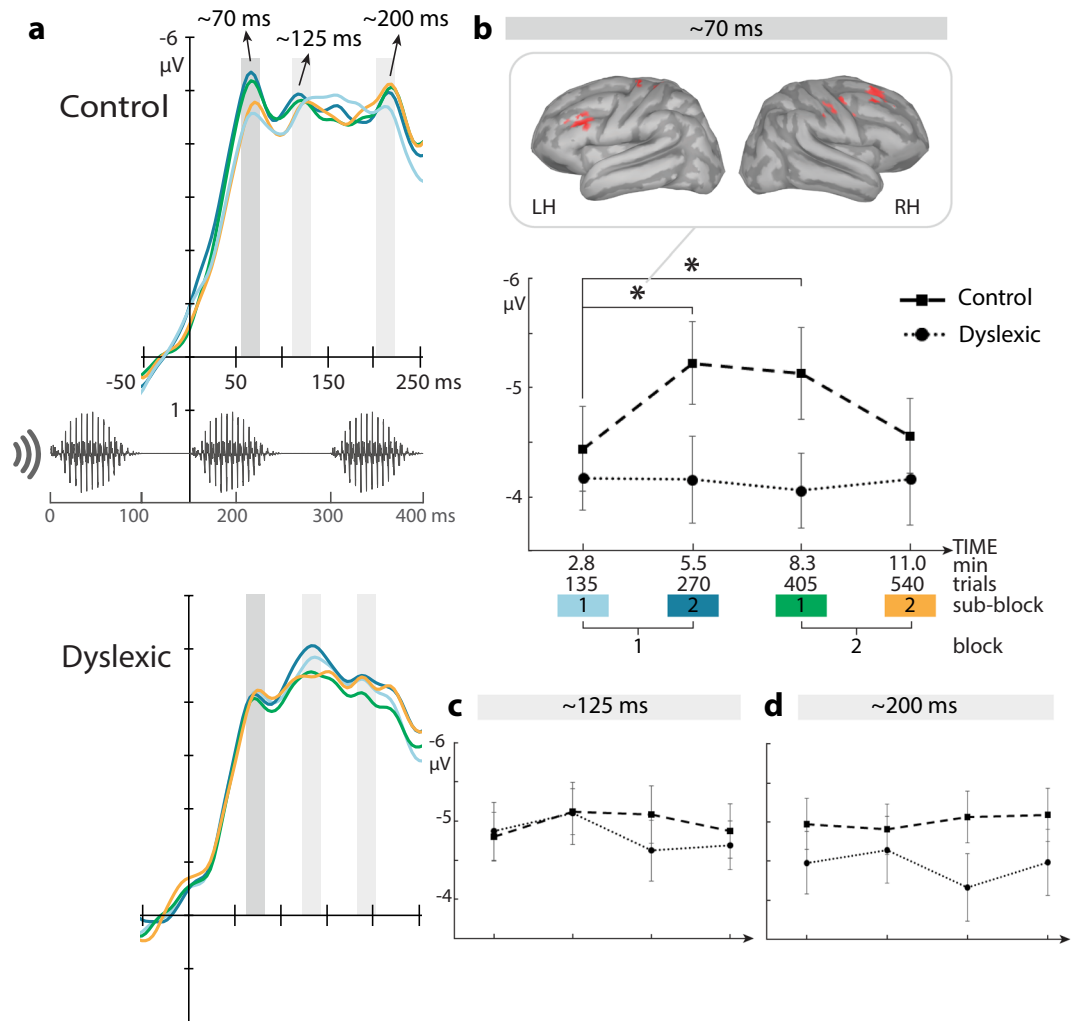 a
~70 ms
~125 ms
~200 ms
-6
µV
Control
-50
50
150
250 ms
1
0
100
200
300
400 ms
Dyslexic
b
~70 ms
LH
RH
-6
µV
*
*
-5
-4
Control
Dyslexic
TIME
2.8 5.5 8.3 11.0 min
135 270 405 540 trials
1 2 1 2 sub-block
1 2 block
c
~125 ms
-6
µV
-5
-4
d
~200 ms